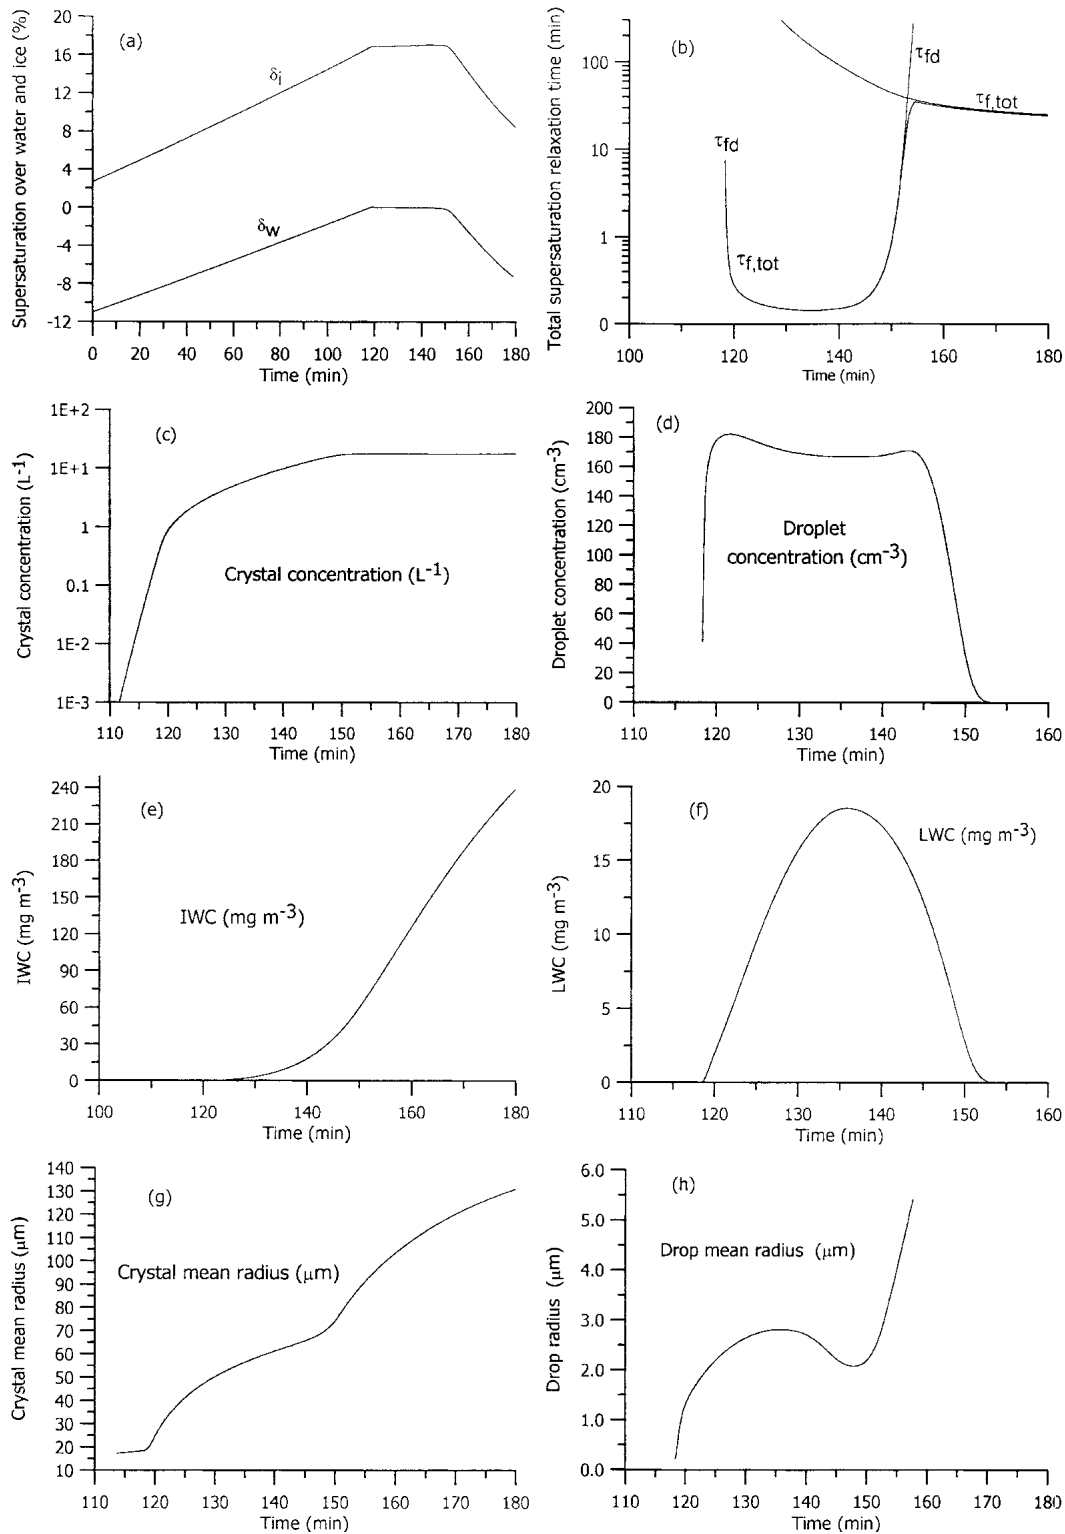 Supersaturation over water and ice (%)
20
16
12
8
4
0
-4
-8
-12
(a)
δi
δw
0 20 40 60 80 100 120 140 160 180
Time (min)
Total supersaturation relaxation time (min)
100
10
1
0
(b)
τfd
τf,tot
τfd
τf,tot
100 120 140 160 180
Time (min)
Crystal concentration (L-1)
1E+2
1E+1
1
0.1
1E-2
1E-3
(c)
Crystal concentration (L-1)
110 120 130 140 150 160 170 180
Time (min)
Droplet concentration (cm-3)
200
180
160
140
120
100
80
60
40
20
0
(d)
Droplet
concentration (cm-3)
110 120 130 140 150 160
Time (min)
IWC (mg m-3)
240
210
180
150
120
90
60
30
0
(e)
IWC (mg m-3)
100 120 140 160 180
Time (min)
LWC (mg m-3)
20
15
10
5
0
(f)
LWC (mg m-3)
110 120 130 140 150 160
Time (min)
Crystal mean radius (μm)
140
130
120
110
100
90
80
70
60
50
40
30
20
10
(g)
Crystal mean radius (μm)
110 120 130 140 150 160 170 180
Time (min)
Drop radius (μm)
6.0
5.0
4.0
3.0
2.0
1.0
0.0
(h)
Drop mean radius (μm)
110 120 130 140 150 160 170 180
Time (min)